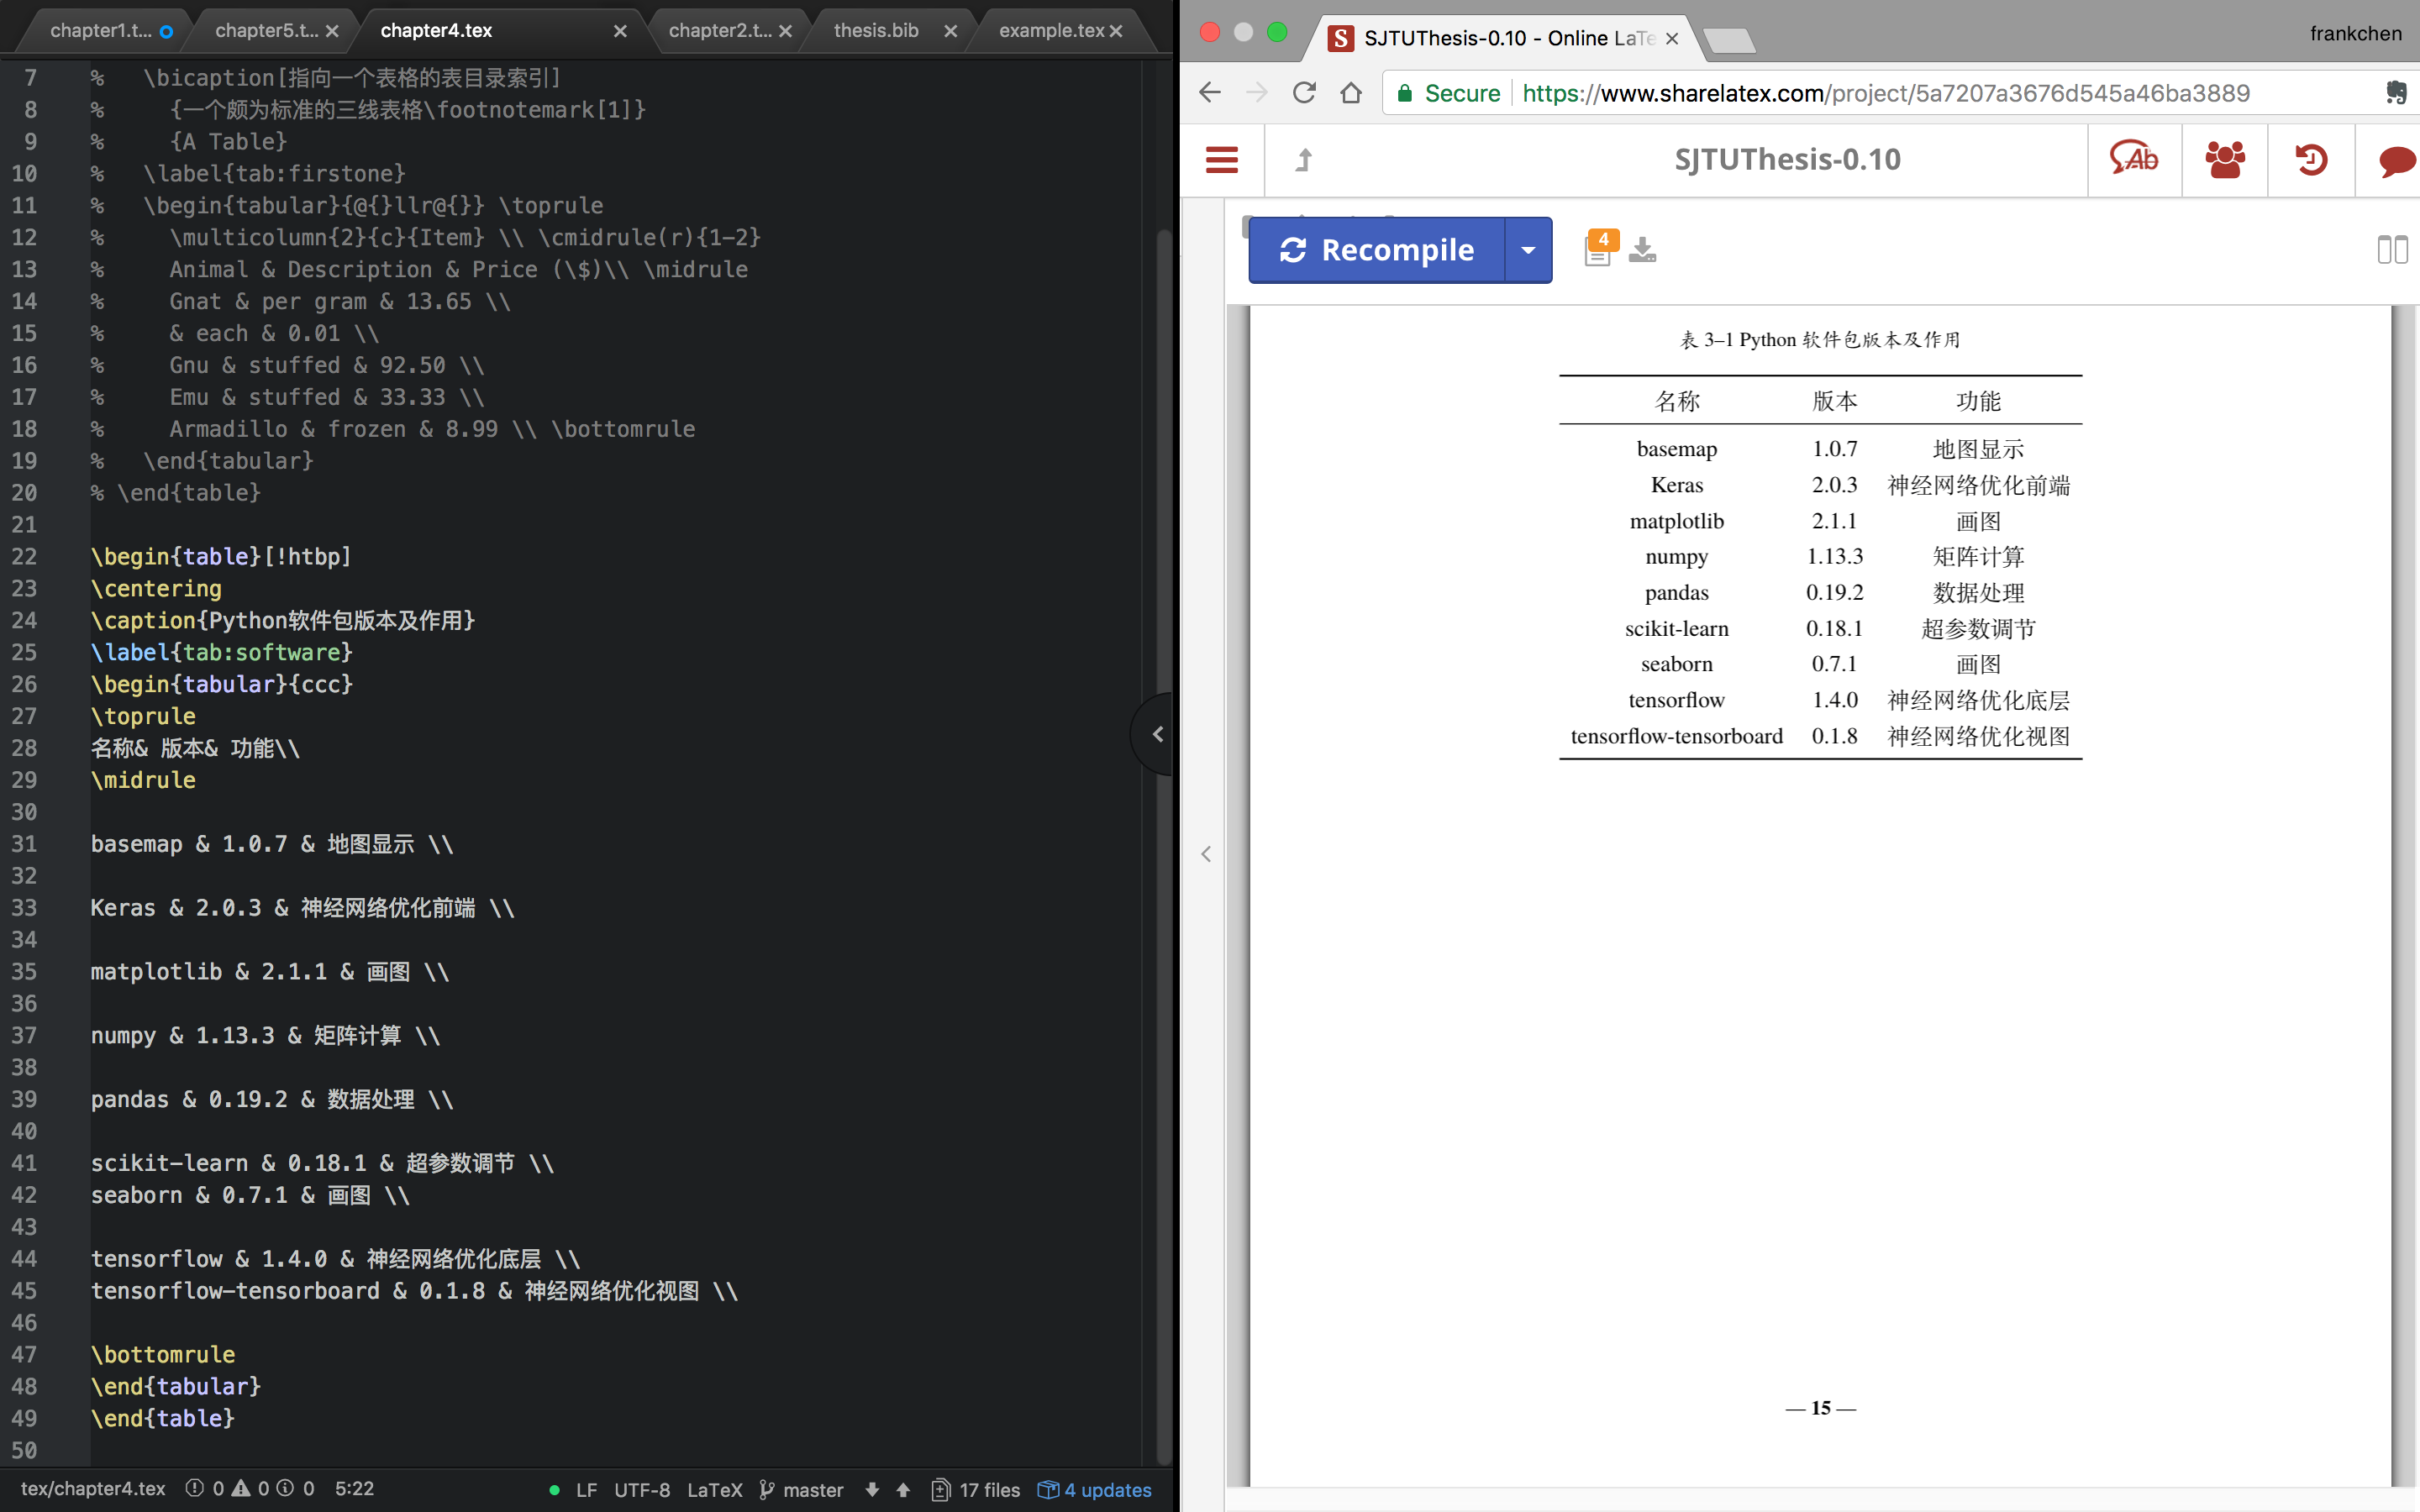 chapter1.t...
chapter5.t...
chapter4.tex
chapter2.t...
thesis.bib
example.tex
7 % \bicaption[指向一个表格的表目录索引]
8 % {一个颇为标准的三线表格\footnotemark[1]}
9 % {A Table}
10 % \label{tab:firstone}
11 % \begin{tabular}{@{}llr@{}} \toprule
12 % \multicolumn{2}{c}{Item} \\ \cmidrule(r){1-2}
13 % Animal & Description & Price (\$)\\ \midrule
14 % Gnat & per gram & 13.65 \\
15 % & each & 0.01 \\
16 % Gnu & stuffed & 92.50 \\
17 % Emu & stuffed & 33.33 \\
18 % Armadillo & frozen & 8.99 \\ \bottomrule
19 % \end{tabular}
20 % \end{table}
21
22 \begin{table}[!htbp]
23 \centering
24 \caption{Python软件包版本及作用}
25 \label{tab:software}
26 \begin{tabular}{ccc}
27 \toprule
28 名称& 版本& 功能\\
29 \midrule
30
31 basemap & 1.0.7 & 地图显示 \\
32
33 Keras & 2.0.3 & 神经网络优化前端 \\
34
35 matplotlib & 2.1.1 & 画图 \\
36
37 numpy & 1.13.3 & 矩阵计算 \\
38
39 pandas & 0.19.2 & 数据处理 \\
40
41 scikit-learn & 0.18.1 & 超参数调节 \\
42 seaborn & 0.7.1 & 画图 \\
43
44 tensorflow & 1.4.0 & 神经网络优化底层 \\
45 tensorflow-tensorboard & 0.1.8 & 神经网络优化视图 \\
46
47 \bottomrule
48 \end{tabular}
49 \end{table}
50
tex/chapter4.tex 0 0 0 5:22 LF UTF-8 LaTeX master 17 files 4 updates
S SJTUThesis-0.10 - Online LaTe
frankchen
Secure https://www.sharelatex.com/project/5a7207a3676d545a46ba3889
SJTUThesis-0.10
Ab
Recompile
4
表 3–1 Python 软件包版本及作用
名称 版本 功能
basemap 1.0.7 地图显示
Keras 2.0.3 神经网络优化前端
matplotlib 2.1.1 画图
numpy 1.13.3 矩阵计算
pandas 0.19.2 数据处理
scikit-learn 0.18.1 超参数调节
seaborn 0.7.1 画图
tensorflow 1.4.0 神经网络优化底层
tensorflow-tensorboard 0.1.8 神经网络优化视图
— 15 —